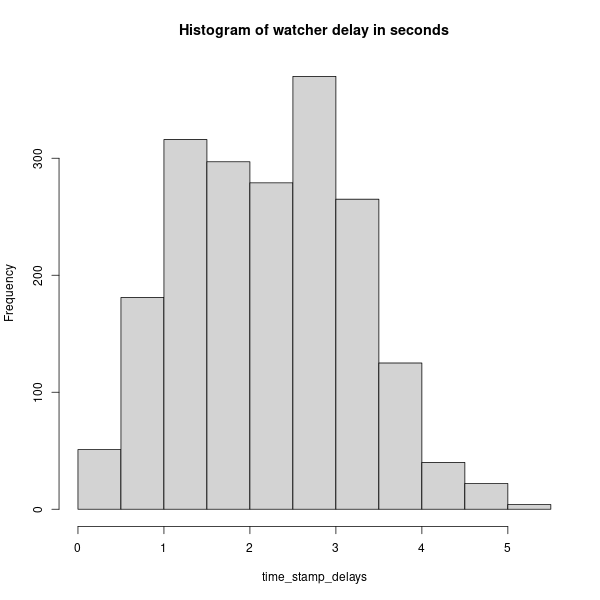 Histogram of watcher delay in seconds
Frequency
300
200
100
0
0 1 2 3 4 5
time_stamp_delays